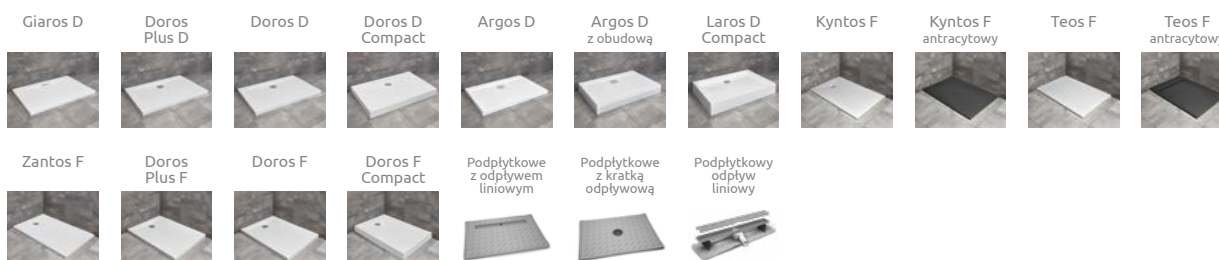 Giaros D
Doros
Plus D
Doros D
Doros D
Compact
Argos D
Argos D
z obudową
Laros D
Compact
Kyntos F
Kyntos F
antracytowy
Teos F
Teos F
antracytowy
Zantos F
Doros
Plus F
Doros F
Doros F
Compact
Podpłytkowe
z odpływem
liniowym
Podpłytkowe
z kratką
odpływową
Podpłytkowy
odpływ
liniowy